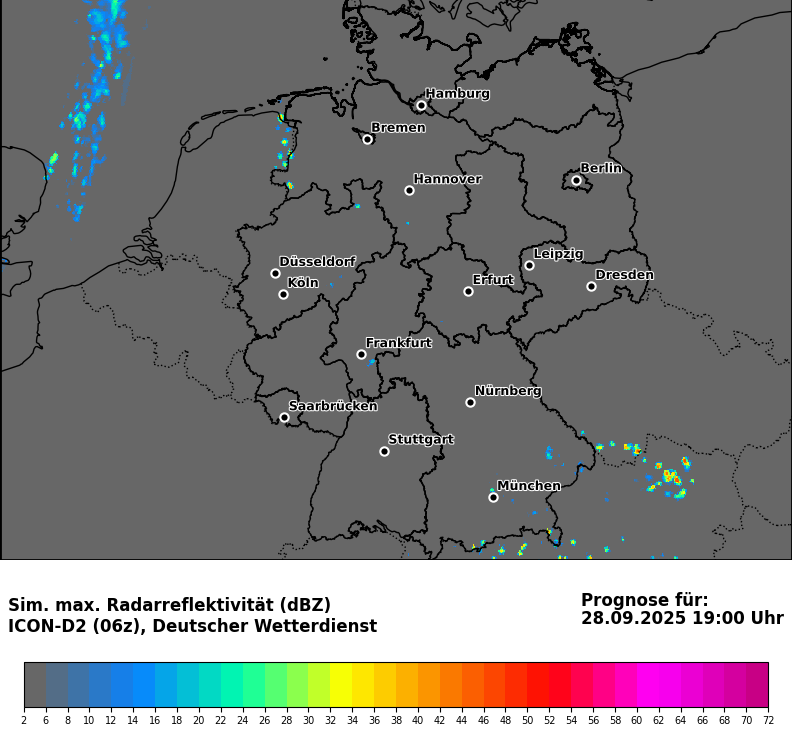 Hamburg
Bremen
Berlin
Hannover
Leipzig
Düsseldorf
Dresden
Köln
Erfurt
Frankfurt
Nürnberg
Saarbrücken
Stuttgart
München
Sim. max. Radarreflektivität (dBZ)
ICON-D2 (06z), Deutscher Wetterdienst
Prognose für:
28.09.2025 19:00 Uhr
2 6 8 10 12 14 16 18 20 22 24 26 28 30 32 34 36 38 40 42 44 46 48 50 52 54 56 58 60 62 64 66 68 70 72